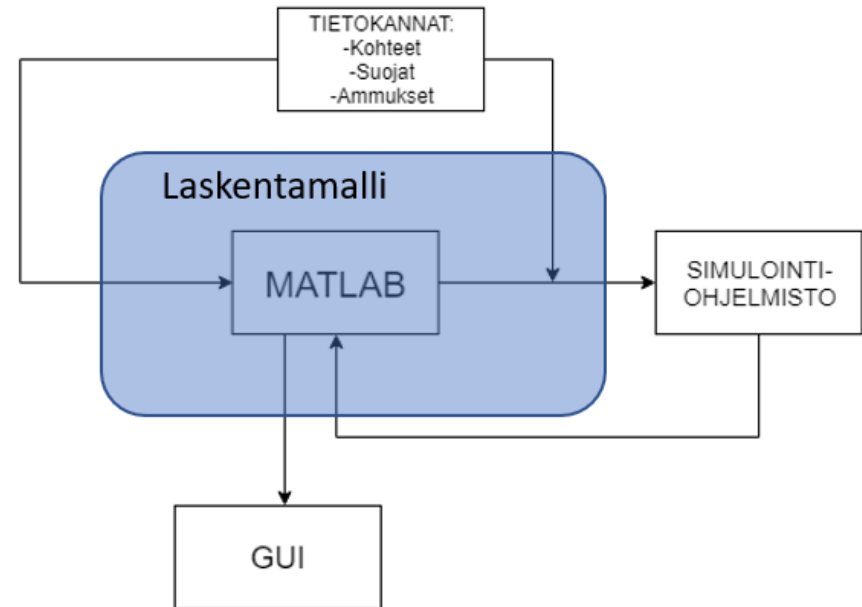 TIETOKANNAT:
-Kohteet
-Suojat
-Ammukset
Laskentamalli
MATLAB
SIMULOINTI-
OHJELMISTO
GUI